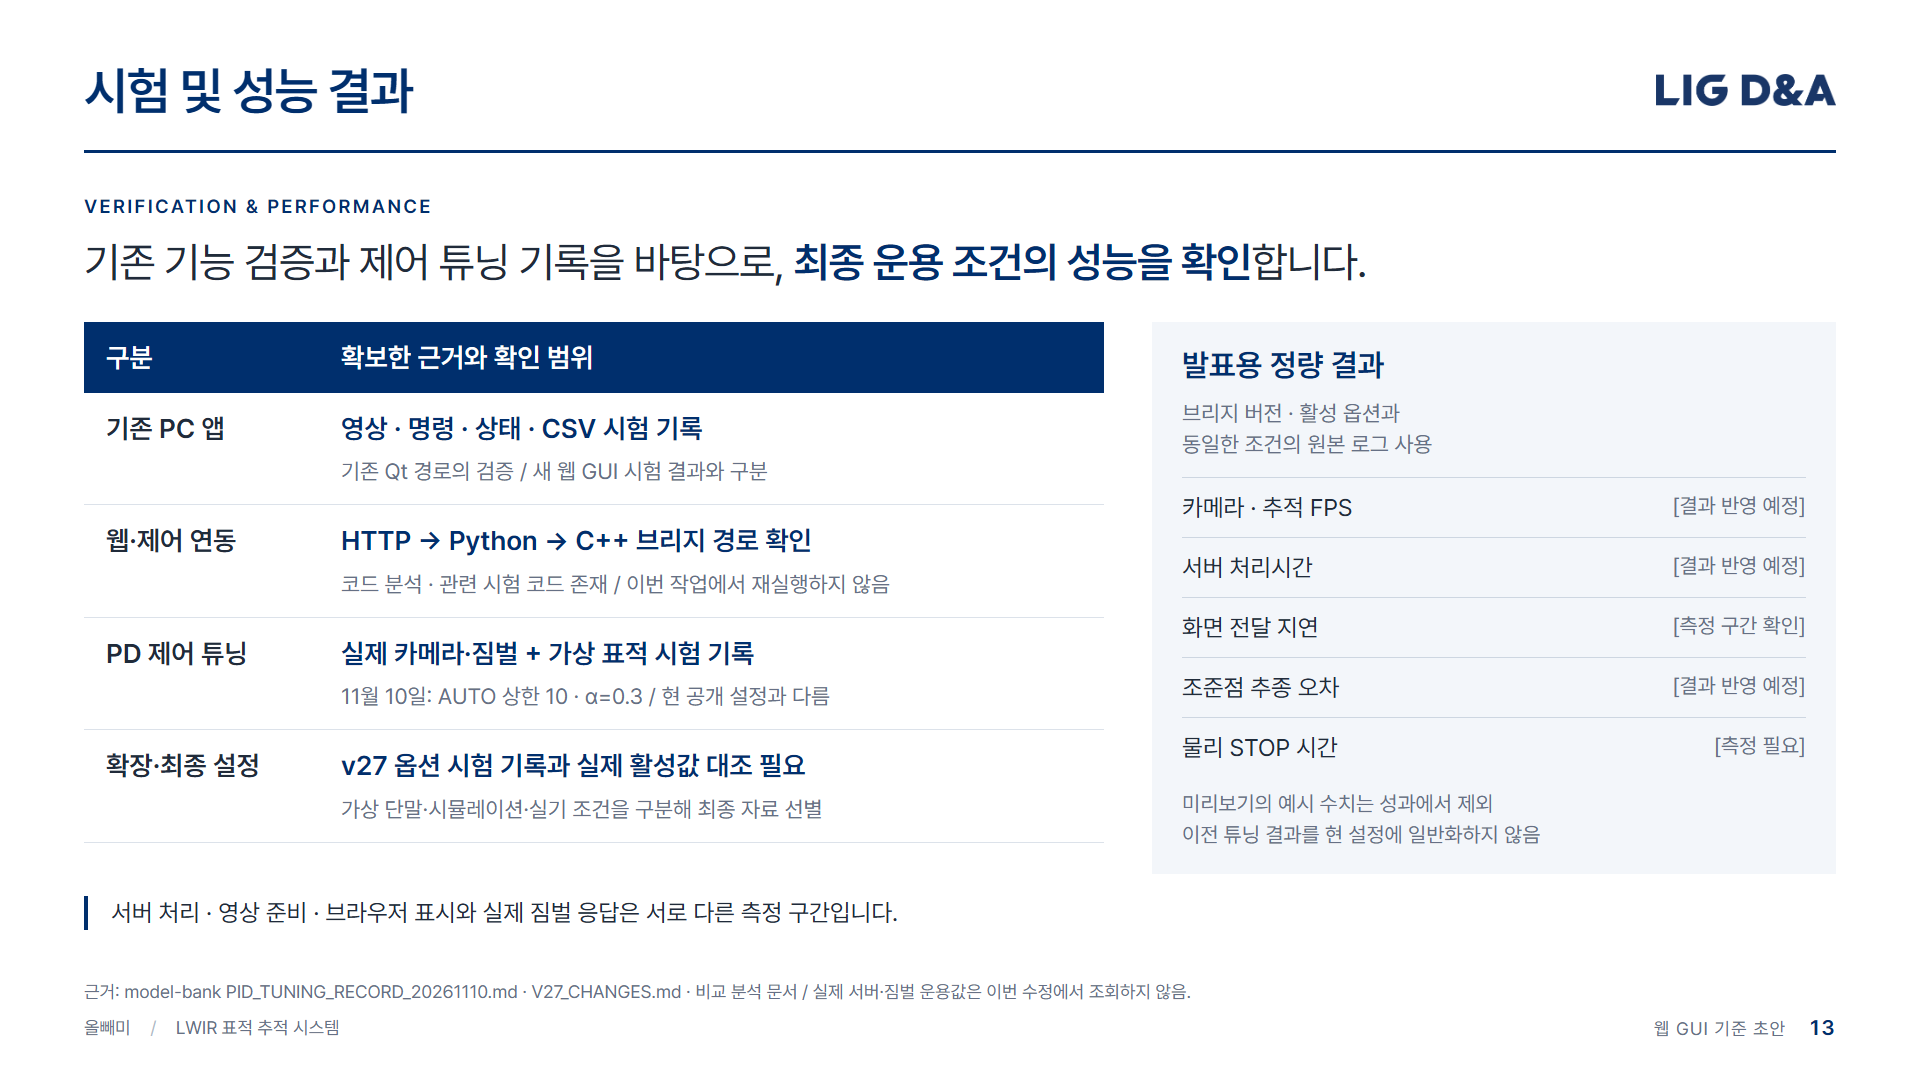 시험 및 성능 결과
LIG D&A
VERIFICATION & PERFORMANCE
기존 기능 검증과 제어 튜닝 기록을 바탕으로, 최종 운용 조건의 성능을 확인합니다.
구분 확보한 근거와 확인 범위
기존 PC 앱 영상 · 명령 · 상태 · CSV 시험 기록
기존 Qt 경로의 검증 / 새 웹 GUI 시험 결과와 구분
웹·제어 연동 HTTP → Python → C++ 브리지 경로 확인
코드 분석 · 관련 시험 코드 존재 / 이번 작업에서 재실행하지 않음
PD 제어 튜닝 실제 카메라·짐벌 + 가상 표적 시험 기록
11월 10일: AUTO 상한 10 · α=0.3 / 현 공개 설정과 다름
확장·최종 설정 v27 옵션 시험 기록과 실제 활성값 대조 필요
가상 단말·시뮬레이션·실기 조건을 구분해 최종 자료 선별
발표용 정량 결과
브리지 버전 · 활성 옵션과
동일한 조건의 원본 로그 사용
카메라 · 추적 FPS [결과 반영 예정]
서버 처리시간 [결과 반영 예정]
화면 전달 지연 [측정 구간 확인]
조준점 추종 오차 [결과 반영 예정]
물리 STOP 시간 [측정 필요]
미리보기의 예시 수치는 성과에서 제외
이전 튜닝 결과를 현 설정에 일반화하지 않음
서버 처리 · 영상 준비 · 브라우저 표시와 실제 짐벌 응답은 서로 다른 측정 구간입니다.
근거: model-bank PID_TUNING_RECORD_20261110.md · V27_CHANGES.md · 비교 분석 문서 / 실제 서버·짐벌 운용값은 이번 수정에서 조회하지 않음.
올빼미 / LWIR 표적 추적 시스템
웹 GUI 기준 초안 13